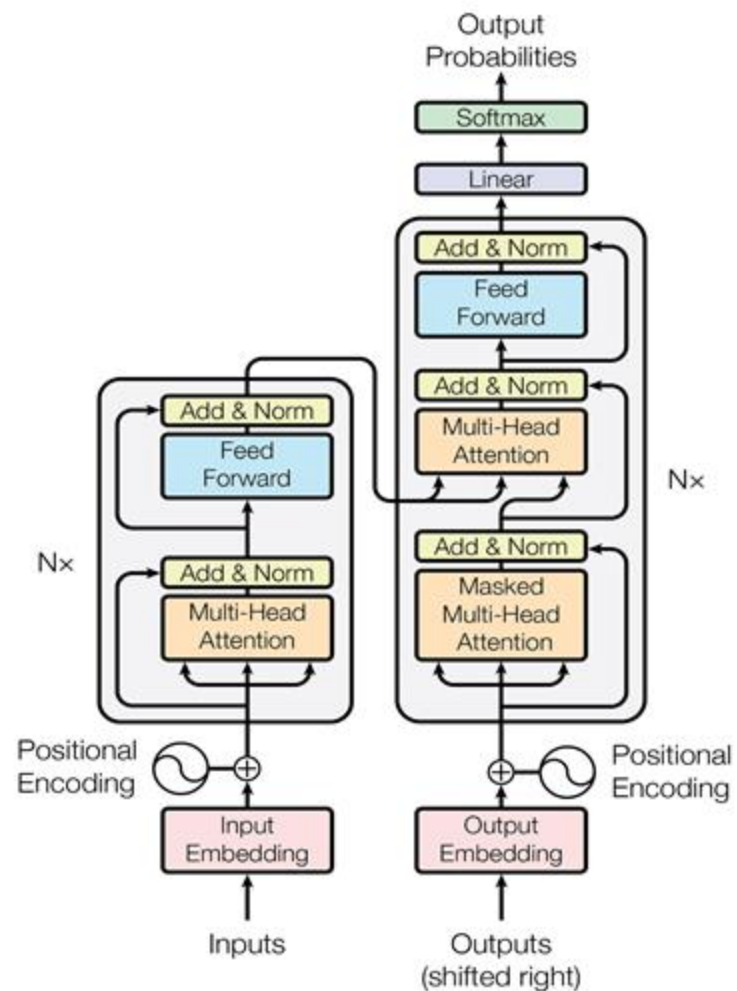 Output
Probabilities
Softmax
Linear
Add & Norm
Feed
Forward
Add & Norm
Multi-Head
Attention
Nx
Add & Norm
Masked
Multi-Head
Attention
Add & Norm
Feed
Forward
Nx
Add & Norm
Multi-Head
Attention
Positional
Encoding
Positional
Encoding
Input
Embedding
Output
Embedding
Inputs
Outputs
(shifted right)